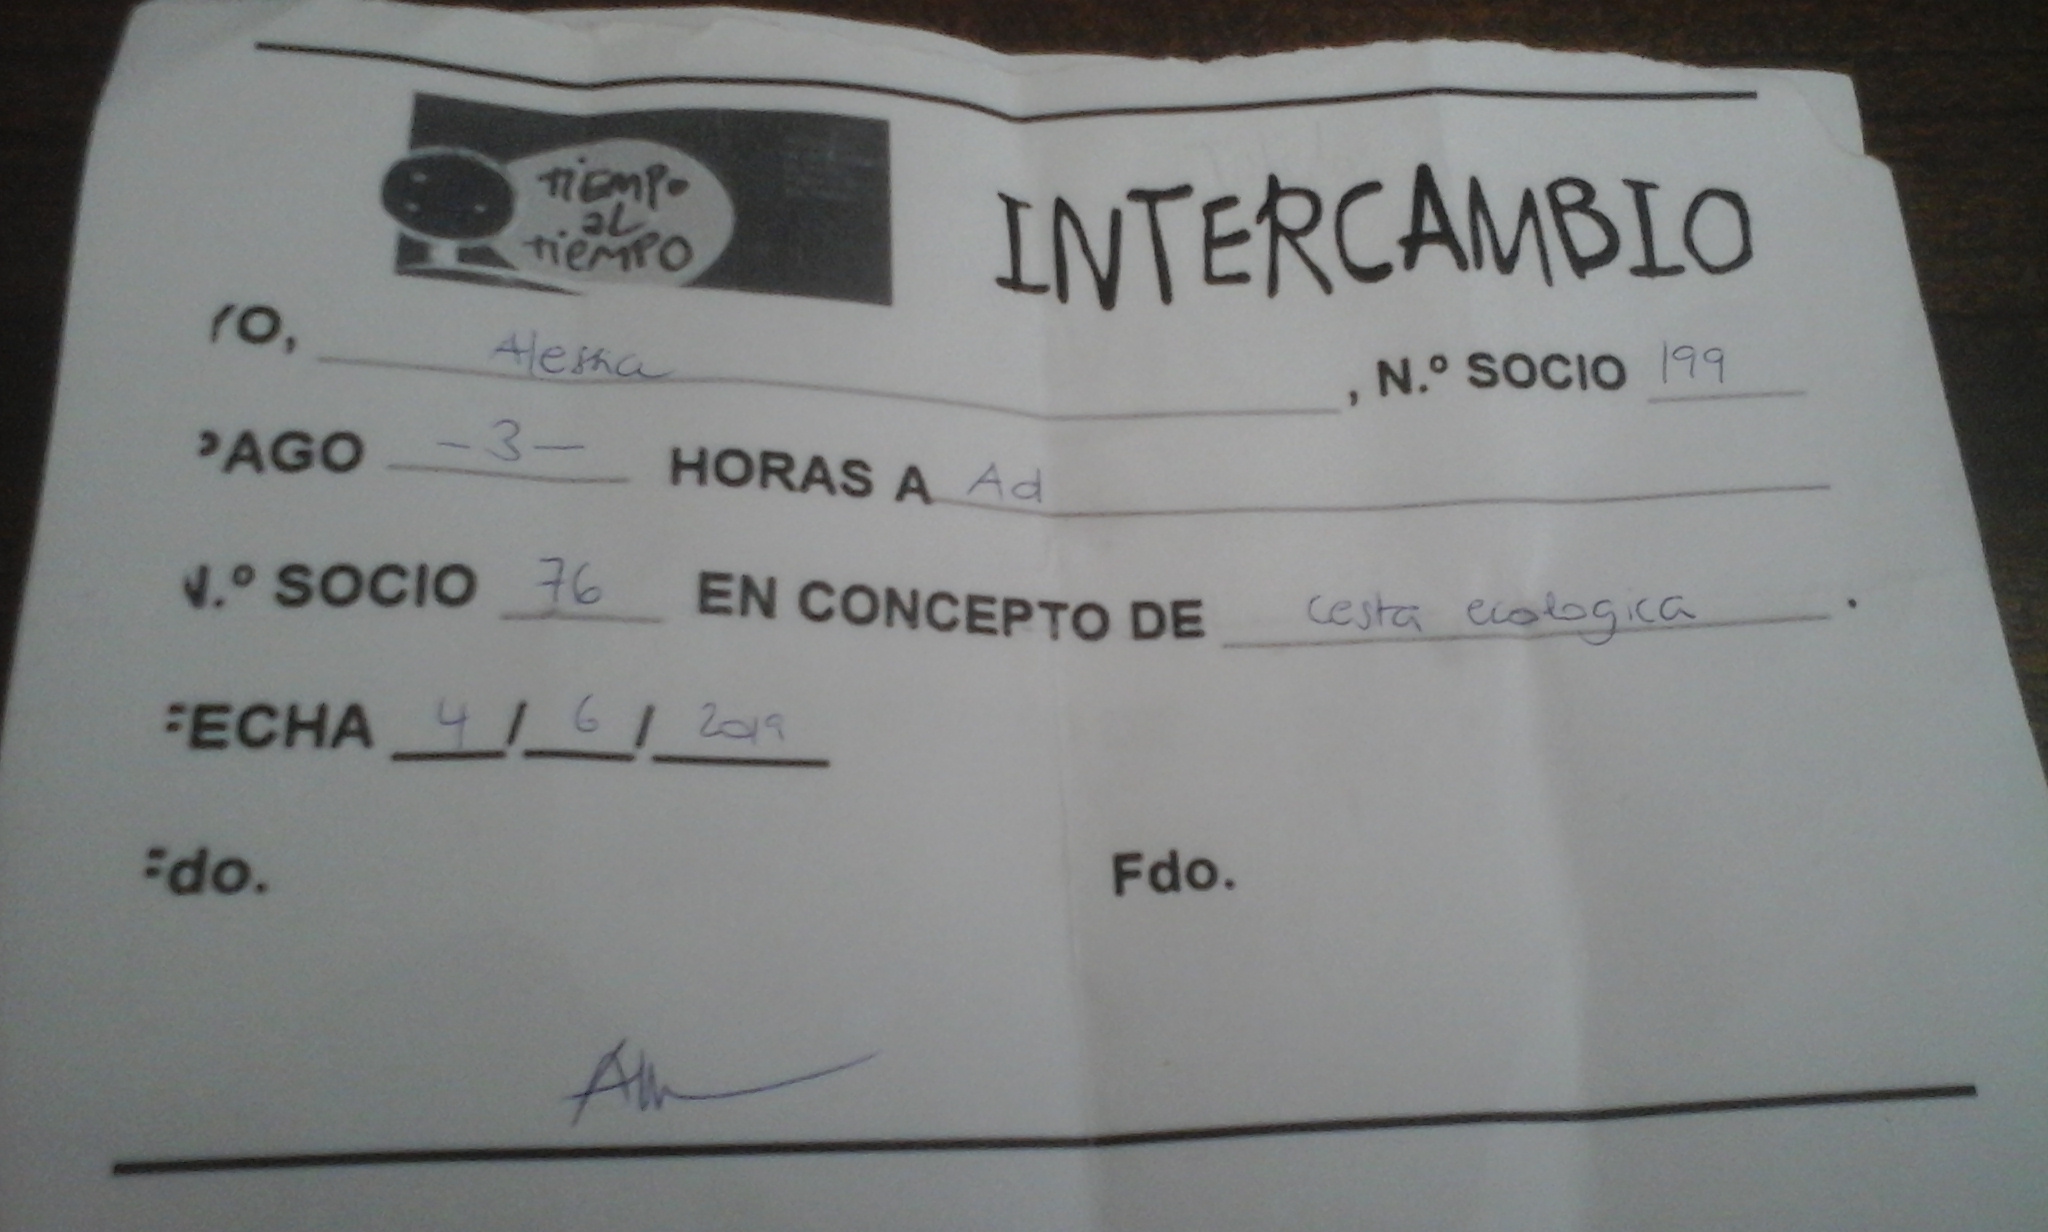 tiEMPo
aL
tiEMPO
INTERCAMBIO
YO, Alessia, N.º SOCIO 199
PAGO -3- HORAS A Ad
N.º SOCIO 76 EN CONCEPTO DE cesta ecologica.
FECHA 4/6/2019
Fdo. Fdo.